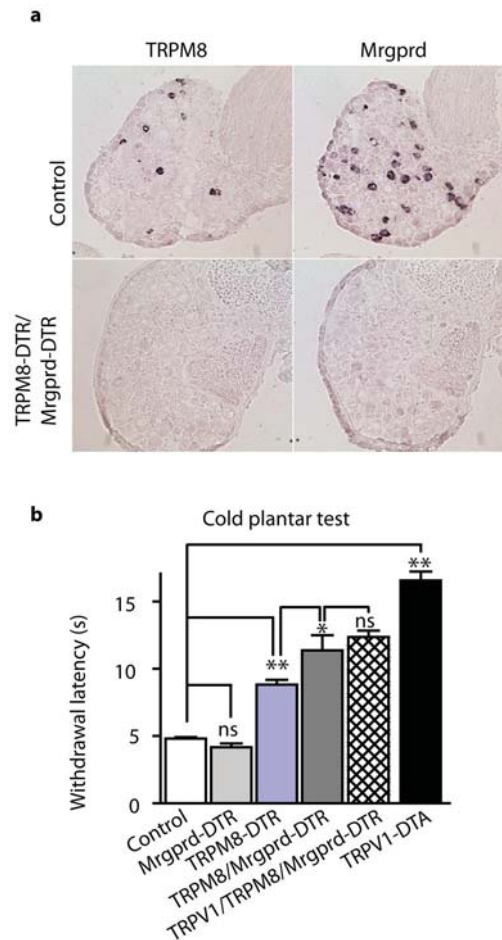 a
TRPM8 Mrgprd
Control
TRPM8-DTR/
Mrgprd-DTR
b
Cold plantar test
Withdrawal latency (s)
15
10
5
0
ns
**
*
ns
**
Control
Mrgprd-DTR
TRPM8-DTR
TRPM8/Mrgprd-DTR
TRPV1/TRPM8/Mrgprd-DTR
TRPV1-DTA